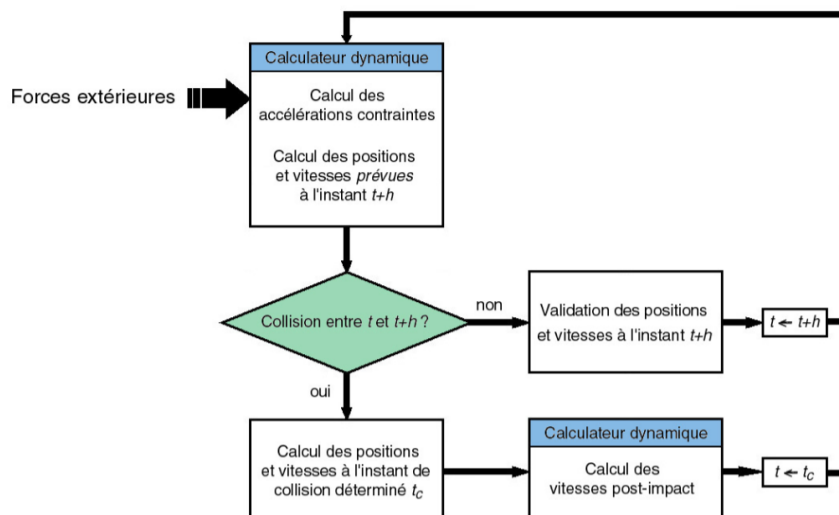 Calculateur dynamique
Forces extérieures
Calcul des
accélérations contraintes
Calcul des positions
et vitesses prévues
à l'instant t+h
Collision entre t et t+h ?
non
Validation des positions
et vitesses à l'instant t+h
t ← t+h
oui
Calcul des positions
et vitesses à l'instant de
collision déterminé tc
Calculateur dynamique
Calcul des
vitesses post-impact
t ← tc